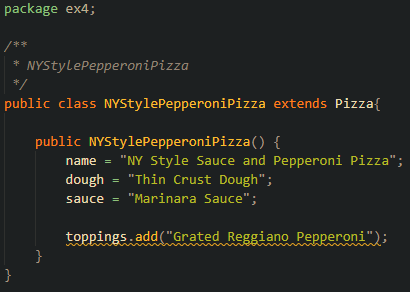 package ex4;
/**
 * NYStylePepperoniPizza
 */
public class NYStylePepperoniPizza extends Pizza{
    public NYStylePepperoniPizza() {
        name = "NY Style Sauce and Pepperoni Pizza";
        dough = "Thin Crust Dough";
        sauce = "Marinara Sauce";
        toppings.add("Grated Reggiano Pepperoni");
    }
}